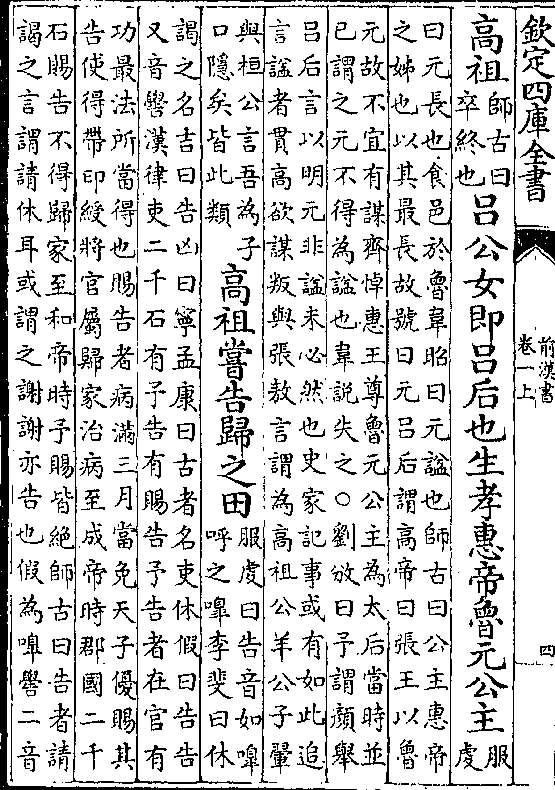 欽定四庫全書
前漢書
卷一上
四
高祖
師古曰
卒終也
呂公女即呂后也生孝惠帝魯元公主
服
虔
曰元長也食邑於魯韋昭曰元諡也師古曰公主惠帝
之姊也以其最長故號曰元呂后謂高帝曰張王以魯
元故不宜有謀齊悼惠王尊魯元公主為太后當時並
已謂之元不得為諡也韋說失之○劉攽曰予謂顏舉
呂后言以明元非諡未必然也史家記事或有如此追
言諡者貫高欲謀叛與張敖言謂為高祖公羊公子翬
與桓公言吾為子
口隱矣皆此類
高祖嘗告歸之田
服虔曰告音如嘷
呼之嘷李斐曰休
謁之名吉曰告凶曰寧孟康曰古者名吏休假曰告告
又音嚳漢律吏二千石有予告有賜告予告者在官有
功最法所當得也賜告者病滿三月當免天子優賜其
告使得帶印綬將官屬歸家治病至成帝時郡國二千
石賜告不得歸家至和帝時予賜皆絕師古曰告者請
謁之言謂請休耳或謂之謝謝亦告也假為嘷嚳二音